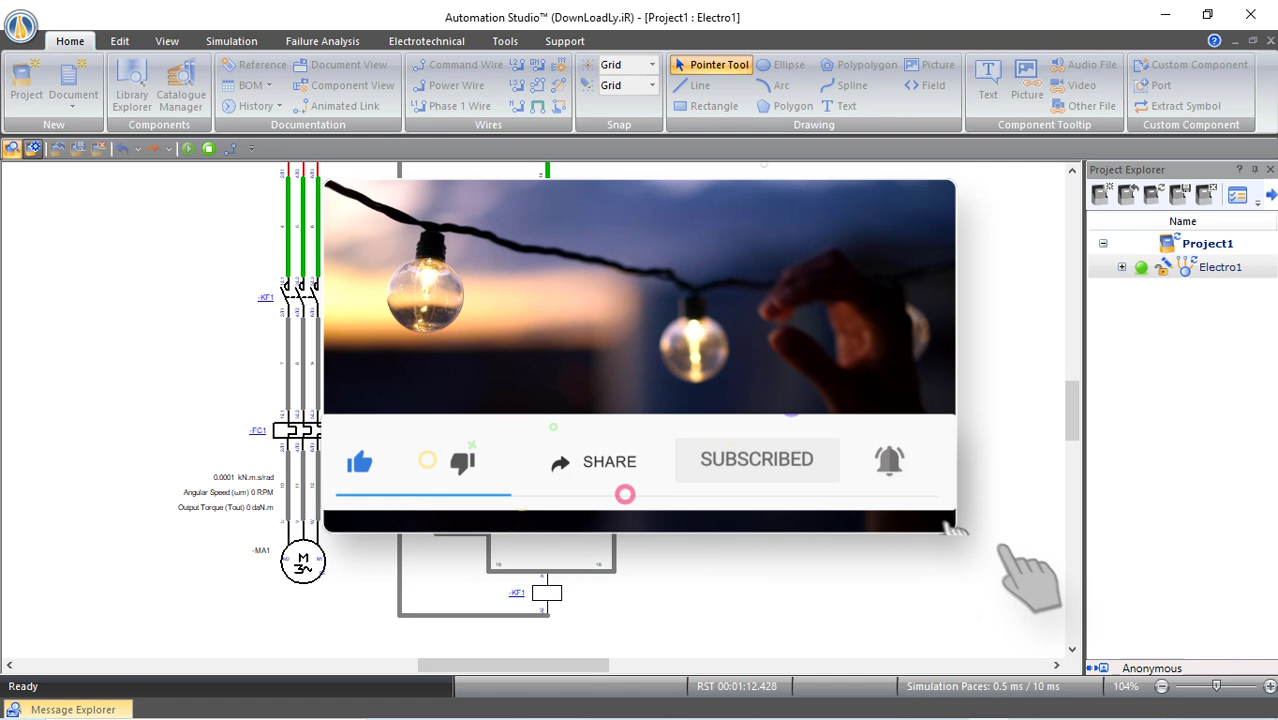 Automation Studio™ (DownLoadLy.iR) - [Project1 : Electro1]
Home Edit View Simulation Failure Analysis Electrotechnical Tools Support
Reference Document View Command Wire Grid Pointer Tool Ellipse Polypolygon Picture Audio File Custom Component
Project Document Library Explorer Catalogue Manager BOM Component View Power Wire Grid Line Arc Spline Field Text Picture Video Port
History Animated Link Phase 1 Wire Rectangle Polygon Text Other File Extract Symbol
New Components Documentation Wires Snap Drawing Component Tooltip Custom Component
Project Explorer
Name
Project1
Electro1
-KF1
-FC1
SHARE SUBSCRIBED
0.0001 kN.m.s/rad
Angular Speed (ωm) 0 RPM
Output Torque (Tout) 0 daN.m
-MA1
M
3~
-KF1
Anonymous
Ready RST 00:01:12.428 Simulation Paces: 0.5 ms / 10 ms 104%
Message Explorer